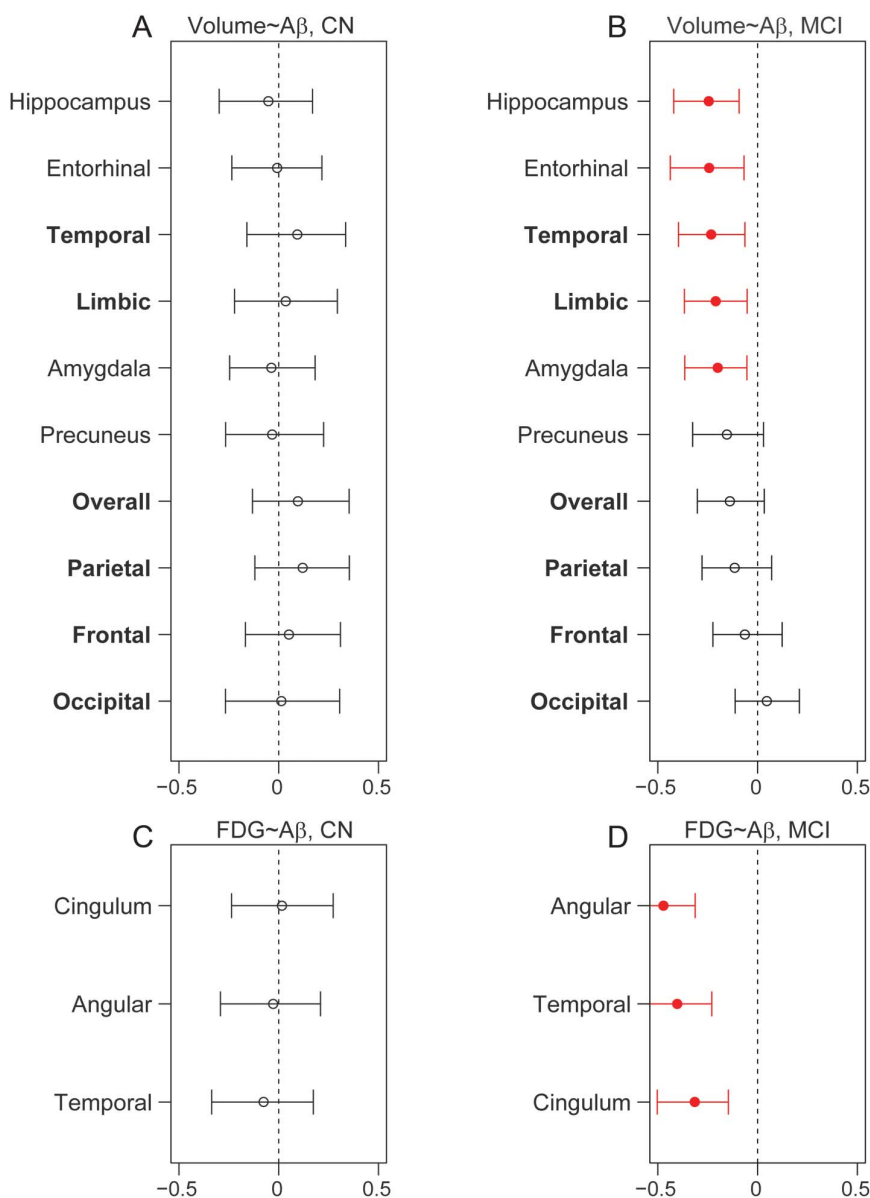 A Volume~Aβ, CN
Hippocampus
Entorhinal
Temporal
Limbic
Amygdala
Precuneus
Overall
Parietal
Frontal
Occipital
−0.5 0 0.5
B Volume~Aβ, MCI
Hippocampus
Entorhinal
Temporal
Limbic
Amygdala
Precuneus
Overall
Parietal
Frontal
Occipital
−0.5 0 0.5
C FDG~Aβ, CN
Cingulum
Angular
Temporal
−0.5 0 0.5
D FDG~Aβ, MCI
Angular
Temporal
Cingulum
−0.5 0 0.5